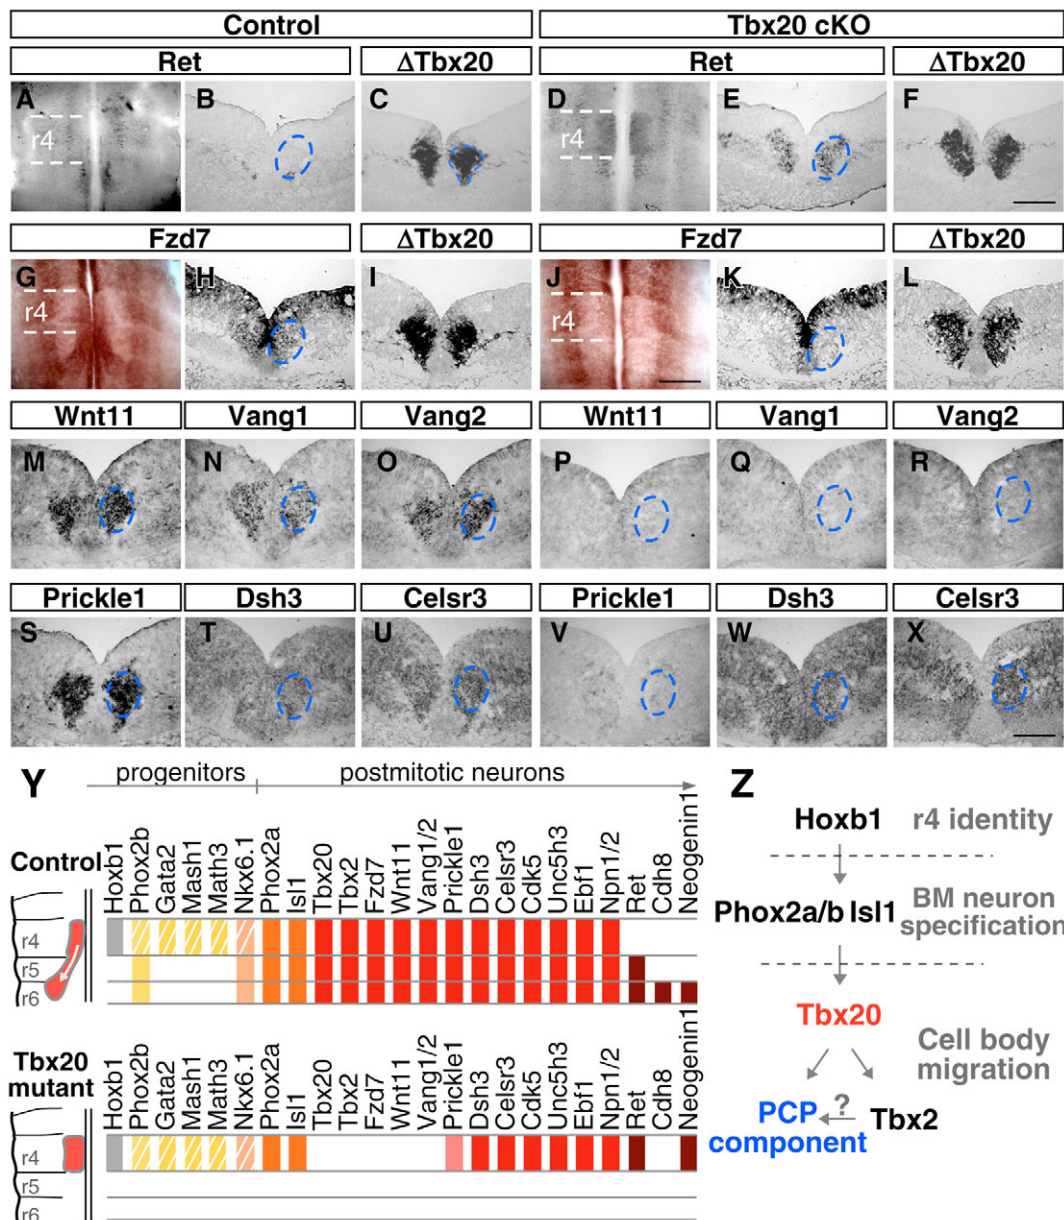 Control Tbx20 cKO
Ret ΔTbx20 Ret ΔTbx20
A B C D E F
r4 r4
Fzd7 ΔTbx20 Fzd7 ΔTbx20
G H I J K L
r4 r4
Wnt11 Vang1 Vang2 Wnt11 Vang1 Vang2
M N O P Q R
Prickle1 Dsh3 Celsr3 Prickle1 Dsh3 Celsr3
S T U V W X
Y
progenitors postmitotic neurons
Control
Hoxb1
Phox2b
Gata2
Mash1
Math3
Nkx6.1
Phox2a
Isl1
Tbx20
Tbx2
Fzd7
Wnt11
Vang1/2
Prickle1
Dsh3
Celsr3
Cdk5
Unc5h3
Ebf1
Npn1/2
Ret
Cdh8
Neogenin1
r4
r5
r6
Tbx20
mutant
Hoxb1
Phox2b
Gata2
Mash1
Math3
Nkx6.1
Phox2a
Isl1
Tbx20
Tbx2
Fzd7
Wnt11
Vang1/2
Prickle1
Dsh3
Celsr3
Cdk5
Unc5h3
Ebf1
Npn1/2
Ret
Cdh8
Neogenin1
r4
r5
r6
Z
Hoxb1 r4 identity
Phox2a/b Isl1 BM neuron
specification
Tbx20
Cell body
migration
?
PCP Tbx2
component